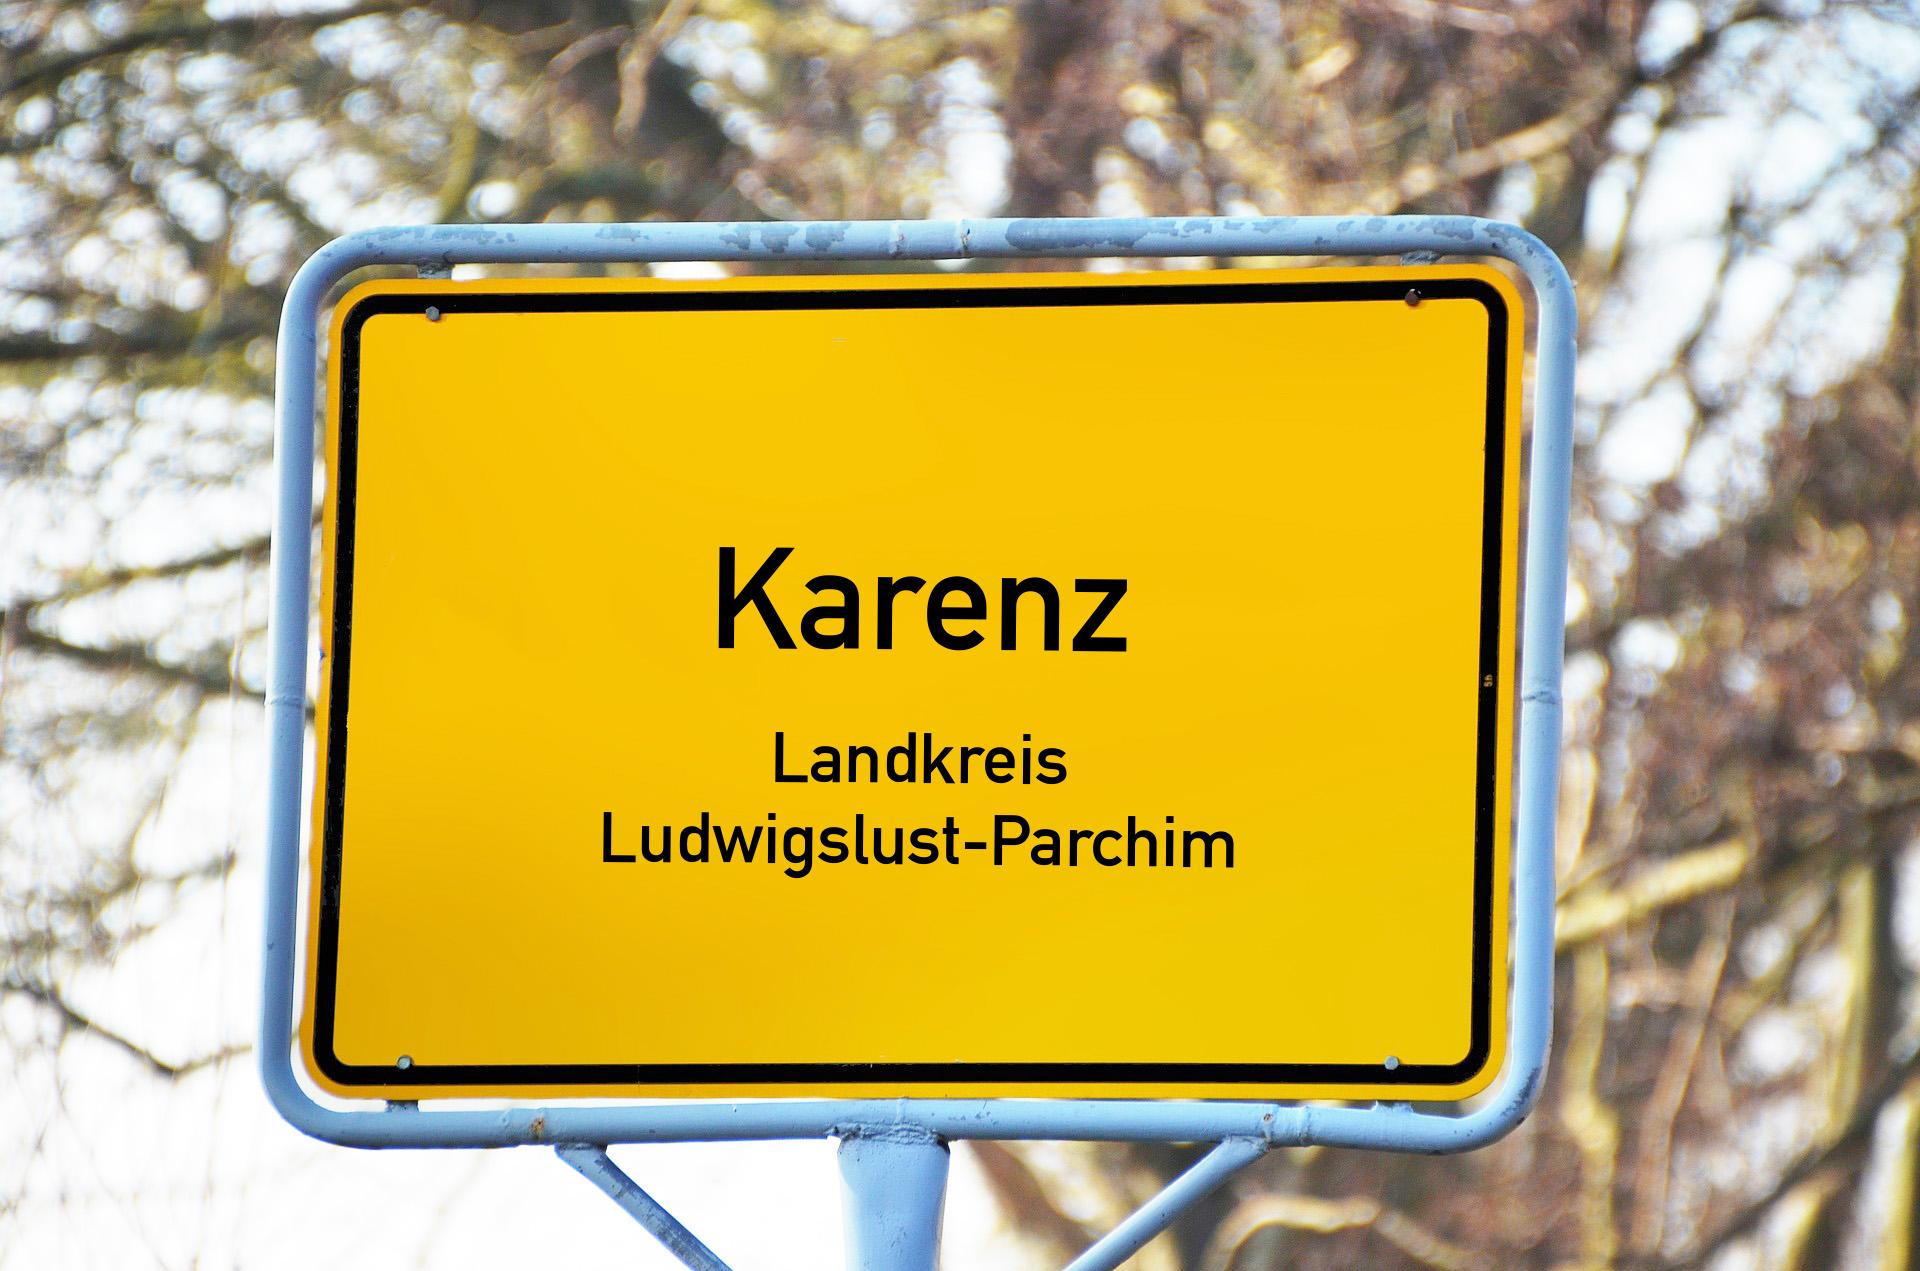 Karenz
Landkreis
Ludwigslust-Parchim